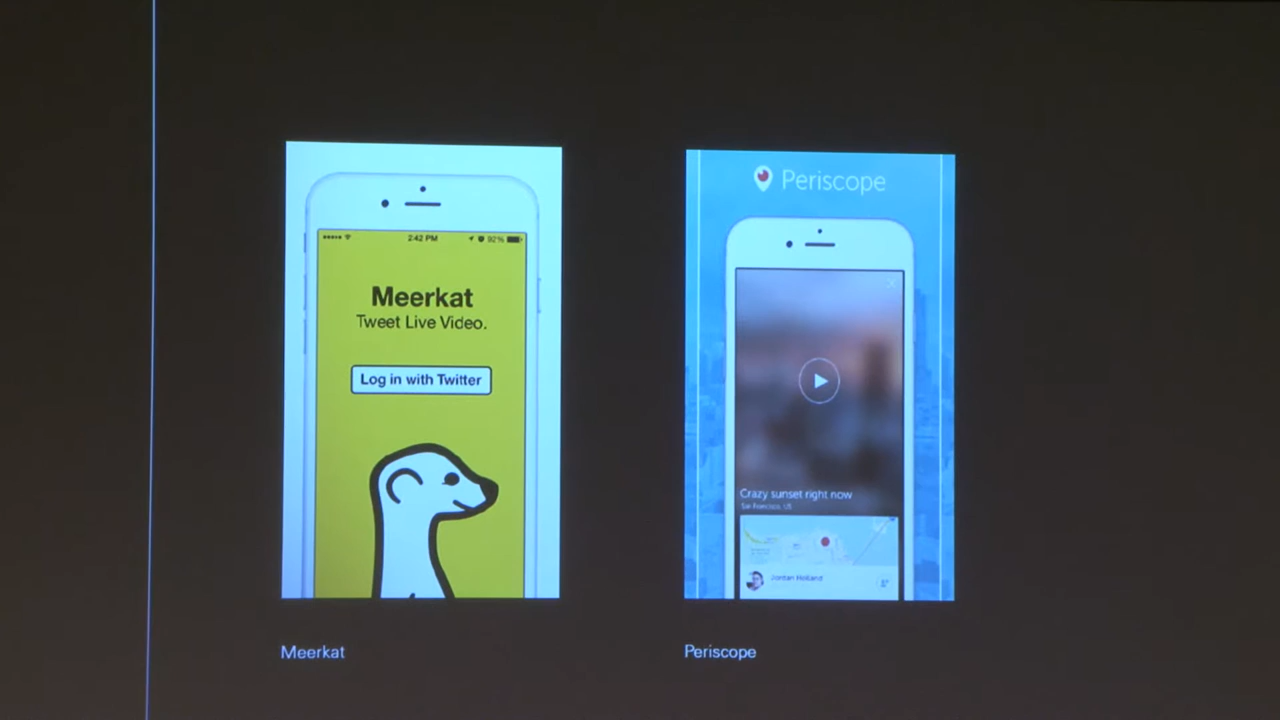 2:42 PM
92%
Meerkat
Tweet Live Video.
Log in with Twitter
Meerkat
Periscope
Crazy sunset right now
San Francisco, US
Jordan Holland
Periscope